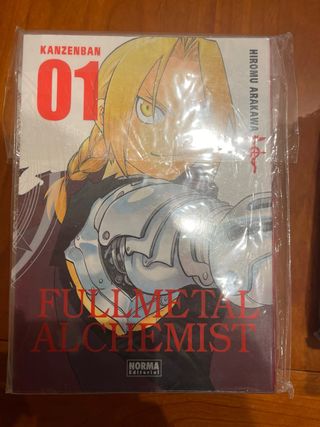 KANZENBAN
01
HIROMU ARAKAWA
FULLMETAL
ALCHEMIST
NORMA
Editorial